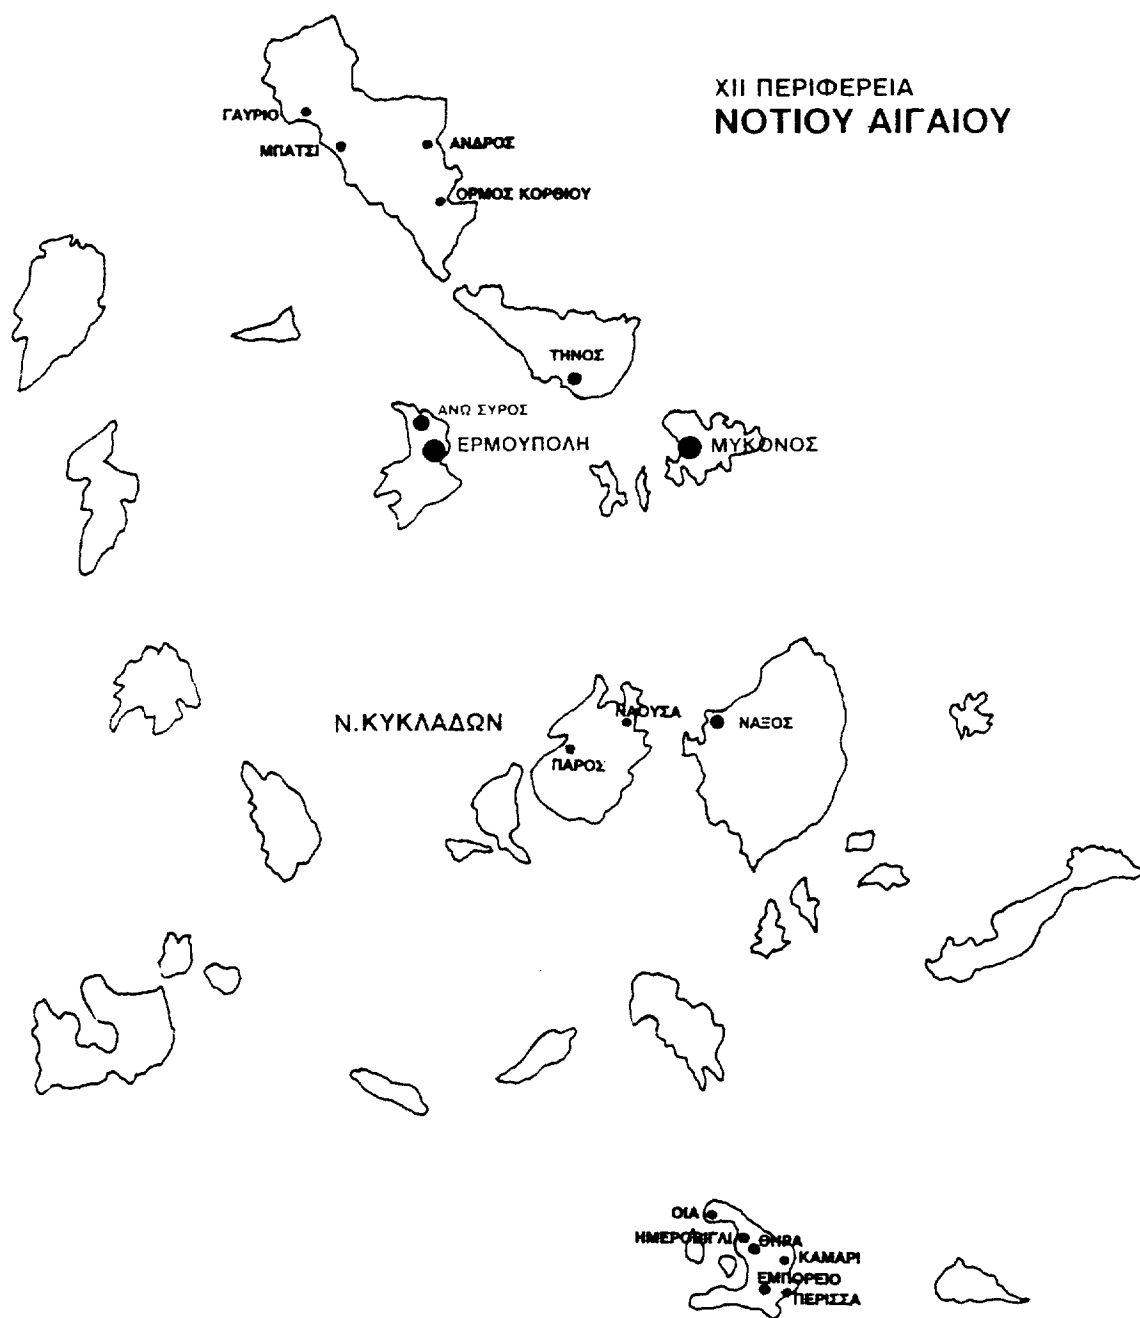 XII ΠΕΡΙΦΕΡΕΙΑ
ΝΟΤΙΟΥ ΑΙΓΑΙΟΥ
ΓΑΥΡΙΟ
ΜΠΑΤΣΙ
ΑΝΔΡΟΣ
ΟΡΜΟΣ ΚΟΡΘΙΟΥ
ΤΗΝΟΣ
ΑΝΩ ΣΥΡΟΣ
ΕΡΜΟΥΠΟΛΗ
ΜΥΚΟΝΟΣ
Ν.ΚΥΚΛΑΔΩΝ
ΝΑΟΥΣΑ
ΝΑΞΟΣ
ΠΑΡΟΣ
ΟΙΑ
ΗΜΕΡΟΒΙΓΛΙ
ΘΗΡΑ
ΚΑΜΑΡΙ
ΕΜΠΟΡΕΙΟ
ΠΕΡΙΣΣΑ